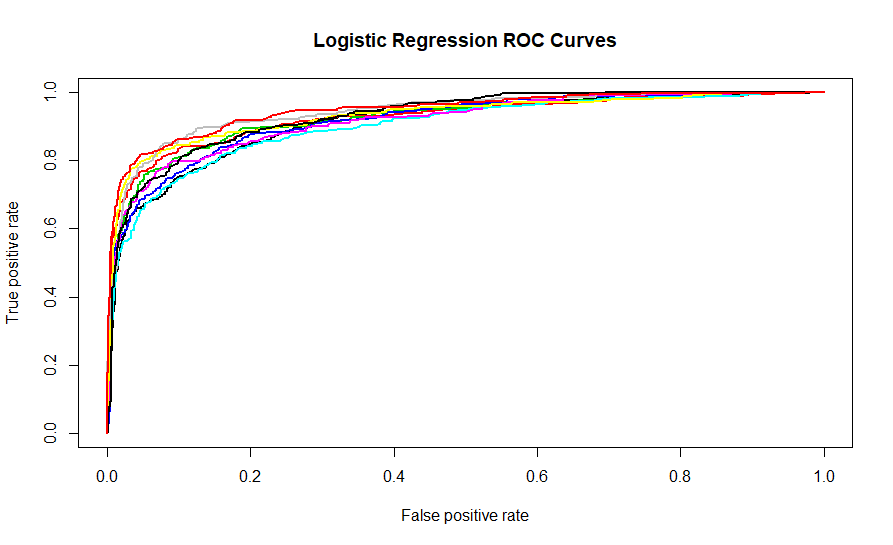 Logistic Regression ROC Curves
1.0
0.8
0.6
0.4
0.2
0.0
True positive rate
0.0 0.2 0.4 0.6 0.8 1.0
False positive rate